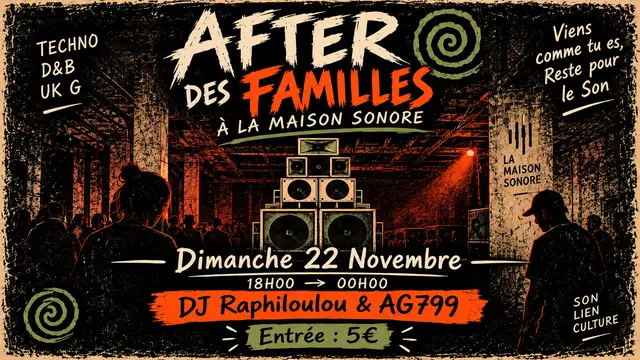 TECHNO
D&B
UK G
AFTER
DES FAMILLES
À LA MAISON SONORE
Viens
comme tu es,
Reste pour
le Son
LA
MAISON
SONORE
Dimanche 22 Novembre
18H00 → 00H00
DJ Raphiloulou & AG799
Entrée : 5€
SON
LIEN
CULTURE